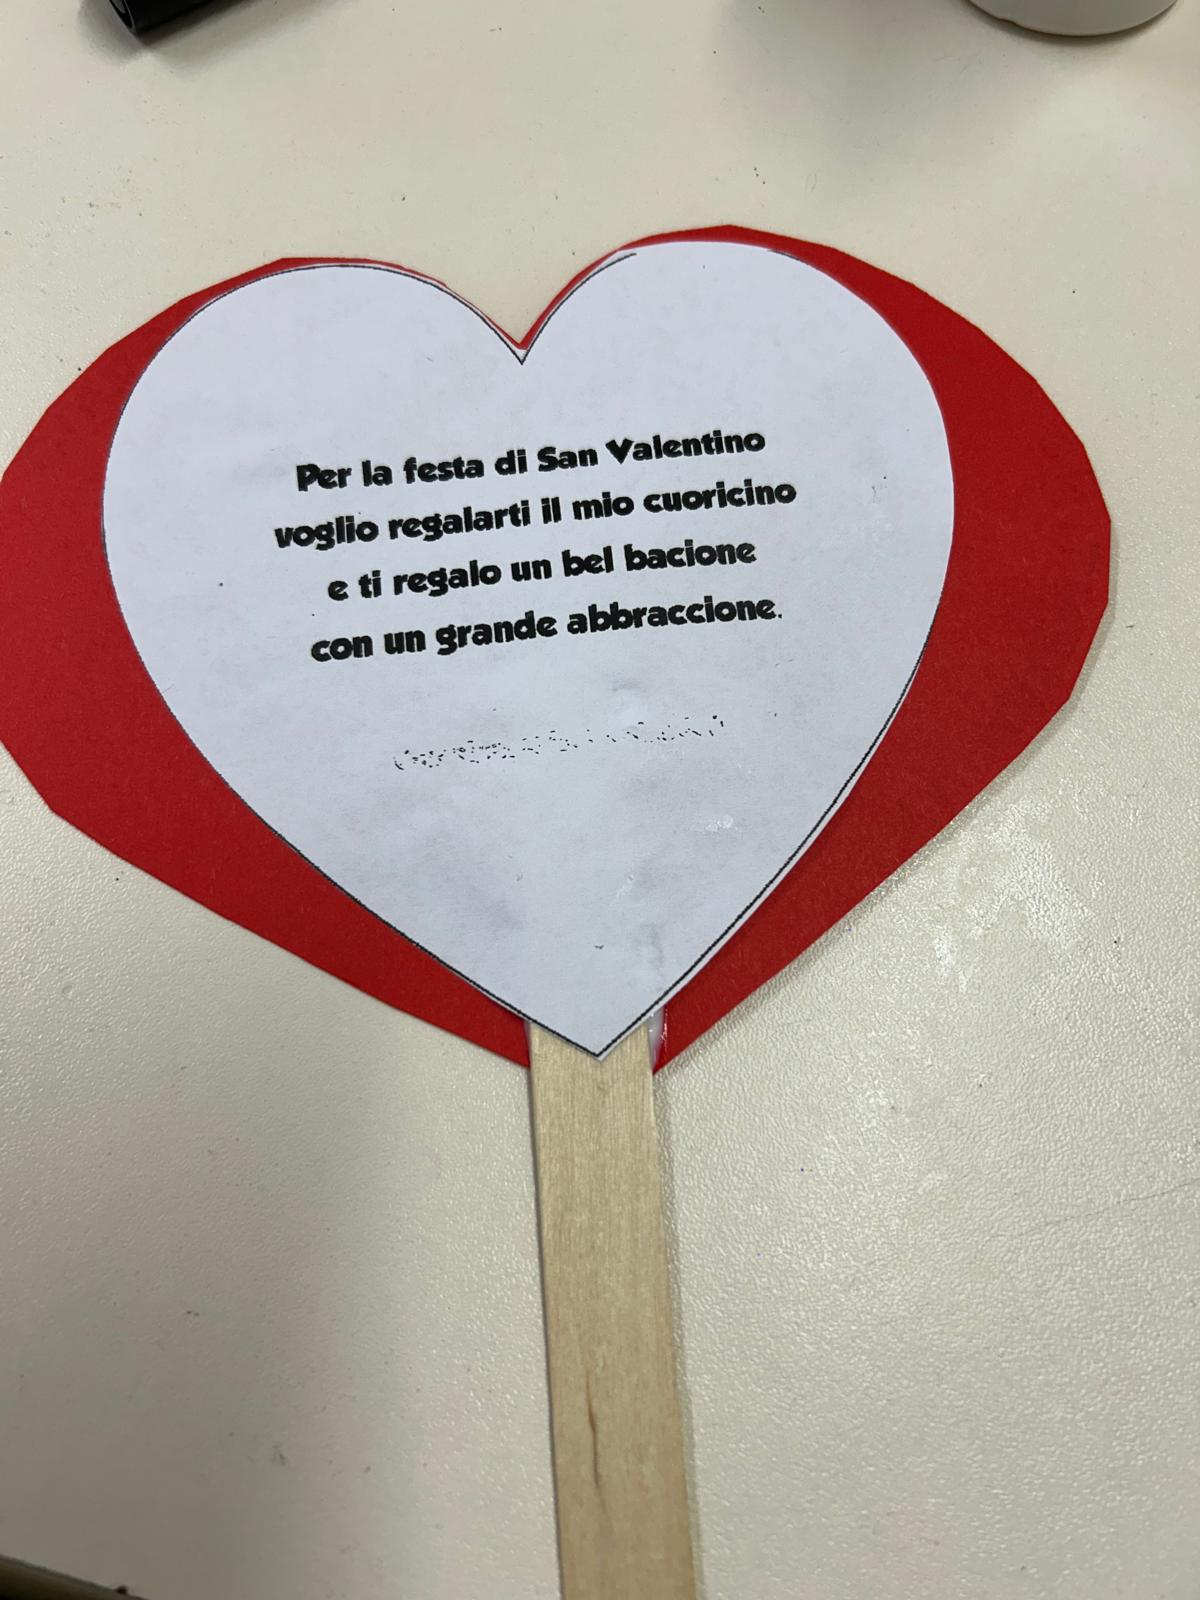 Per la festa di San Valentino
voglio regalarti il mio cuoricino
e ti regalo un bel bacione
con un grande abbraccione.